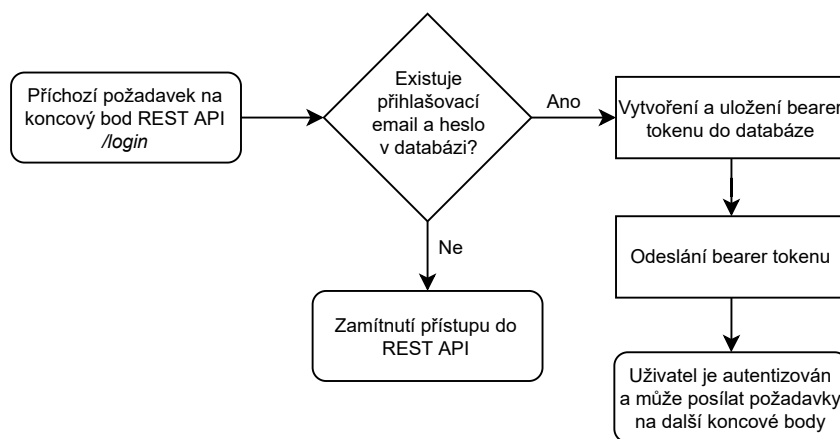 Příchozí požadavek na
koncový bod REST API
/login
Existuje
přihlašovací
email a heslo
v databázi?
Ano
Vytvoření a uložení bearer
tokenu do databáze
Ne
Odeslání bearer tokenu
Zamítnutí přístupu do
REST API
Uživatel je autentizován
a může posílat požadavky
na další koncové body